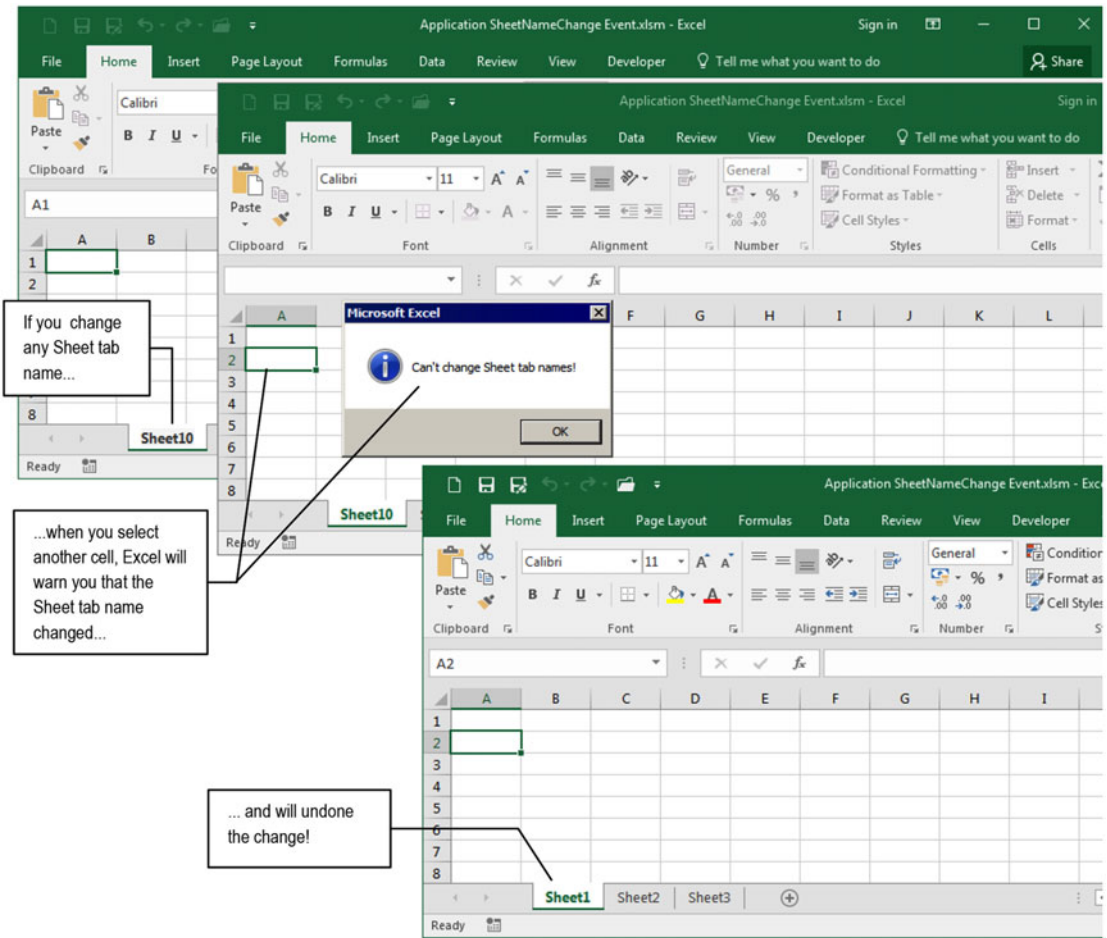 Application SheetNameChange Event.xlsm - Excel
Sign in
File Home Insert Page Layout Formulas Data Review View Developer Tell me what you want to do Share
Paste
Calibri
B I U
Clipboard
Fo
A1
A B
1
2
8
Sheet10
Ready
If you change
any Sheet tab
name...
Application SheetNameChange Event.xlsm - Excel
Sign in
File Home Insert Page Layout Formulas Data Review View Developer Tell me what you want to do
Paste
Calibri 11 A A
B I U A
General
% ,
Conditional Formatting
Format as Table
Cell Styles
Insert
Delete
Format
Clipboard Font Alignment Number Styles Cells
fx
A F G H I J K L
1
2
3
4
5
6
7
8
Sheet10
Ready
Microsoft Excel
Can't change Sheet tab names!
OK
...when you select
another cell, Excel will
warn you that the
Sheet tab name
changed...
Application SheetNameChange Event.xlsm - Exc
File Home Insert Page Layout Formulas Data Review View Developer
Paste
Calibri 11 A A
B I U A
General
% ,
Condition
Format as
Cell Styles
Clipboard Font Alignment Number S
A2
fx
A B C D E F G H I
1
2
3
4
5
6
7
8
Sheet1 Sheet2 Sheet3
Ready
... and will undone
the change!